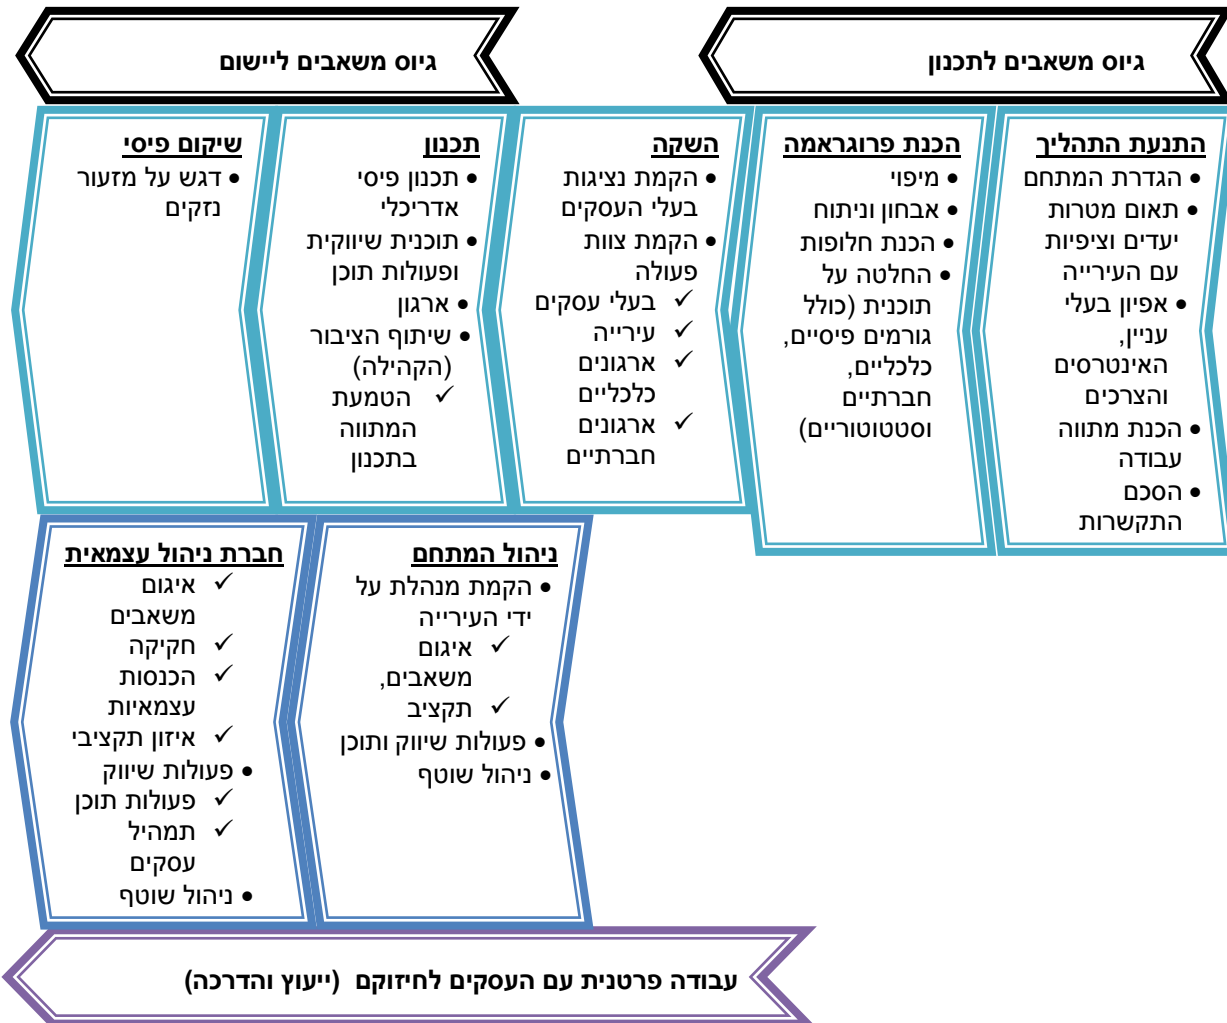 גיוס משאבים לתכנון
גיוס משאבים ליישום
התנעת התהליך
• הגדרת המתחם
• תאום מטרות
יעדים וציפיות
עם העירייה
• אפיון בעלי
עניין,
האינטרסים
והצרכים
• הכנת מתווה
עבודה
• הסכם
התקשרות
הכנת פרוגראמה
• מיפוי
• אבחון וניתוח
• הכנת חלופות
• החלטה על
תוכנית (כולל
גורמים פיסיים,
כלכליים,
חברתיים
וסטטוטוריים)
השקה
• הקמת נציגות
בעלי העסקים
• הקמת צוות
פעולה
✓ בעלי עסקים
✓ עירייה
✓ ארגונים
כלכליים
✓ ארגונים
חברתיים
תכנון
• תכנון פיסי
אדריכלי
• תוכנית שיווקית
ופעולות תוכן
• ארגון
• שיתוף הציבור
(הקהילה)
✓ הטמעת
המתווה
בתכנון
שיקום פיסי
• דגש על מזעור
נזקים
ניהול המתחם
• הקמת מנהלת על
ידי העירייה
✓ איגום
משאבים,
✓ תקציב
• פעולות שיווק ותוכן
• ניהול שוטף
חברת ניהול עצמאית
✓ איגום
משאבים
✓ חקיקה
✓ הכנסות
עצמאיות
✓ איזון תקציבי
• פעולות שיווק
✓ פעולות תוכן
✓ תמהיל
עסקים
• ניהול שוטף
עבודה פרטנית עם העסקים לחיזוקם (ייעוץ והדרכה)